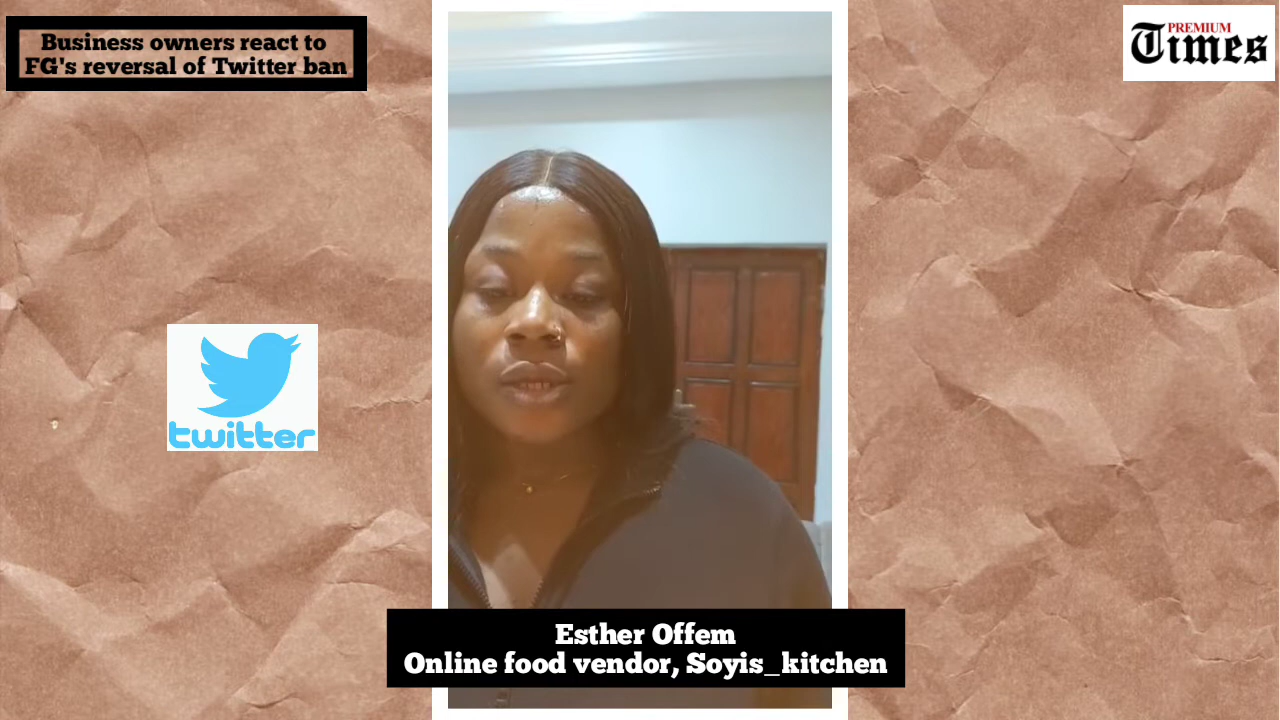 Business owners react to
FG's reversal of Twitter ban
PREMIUM
Times
twitter
Esther Offem
Online food vendor, Soyis_kitchen